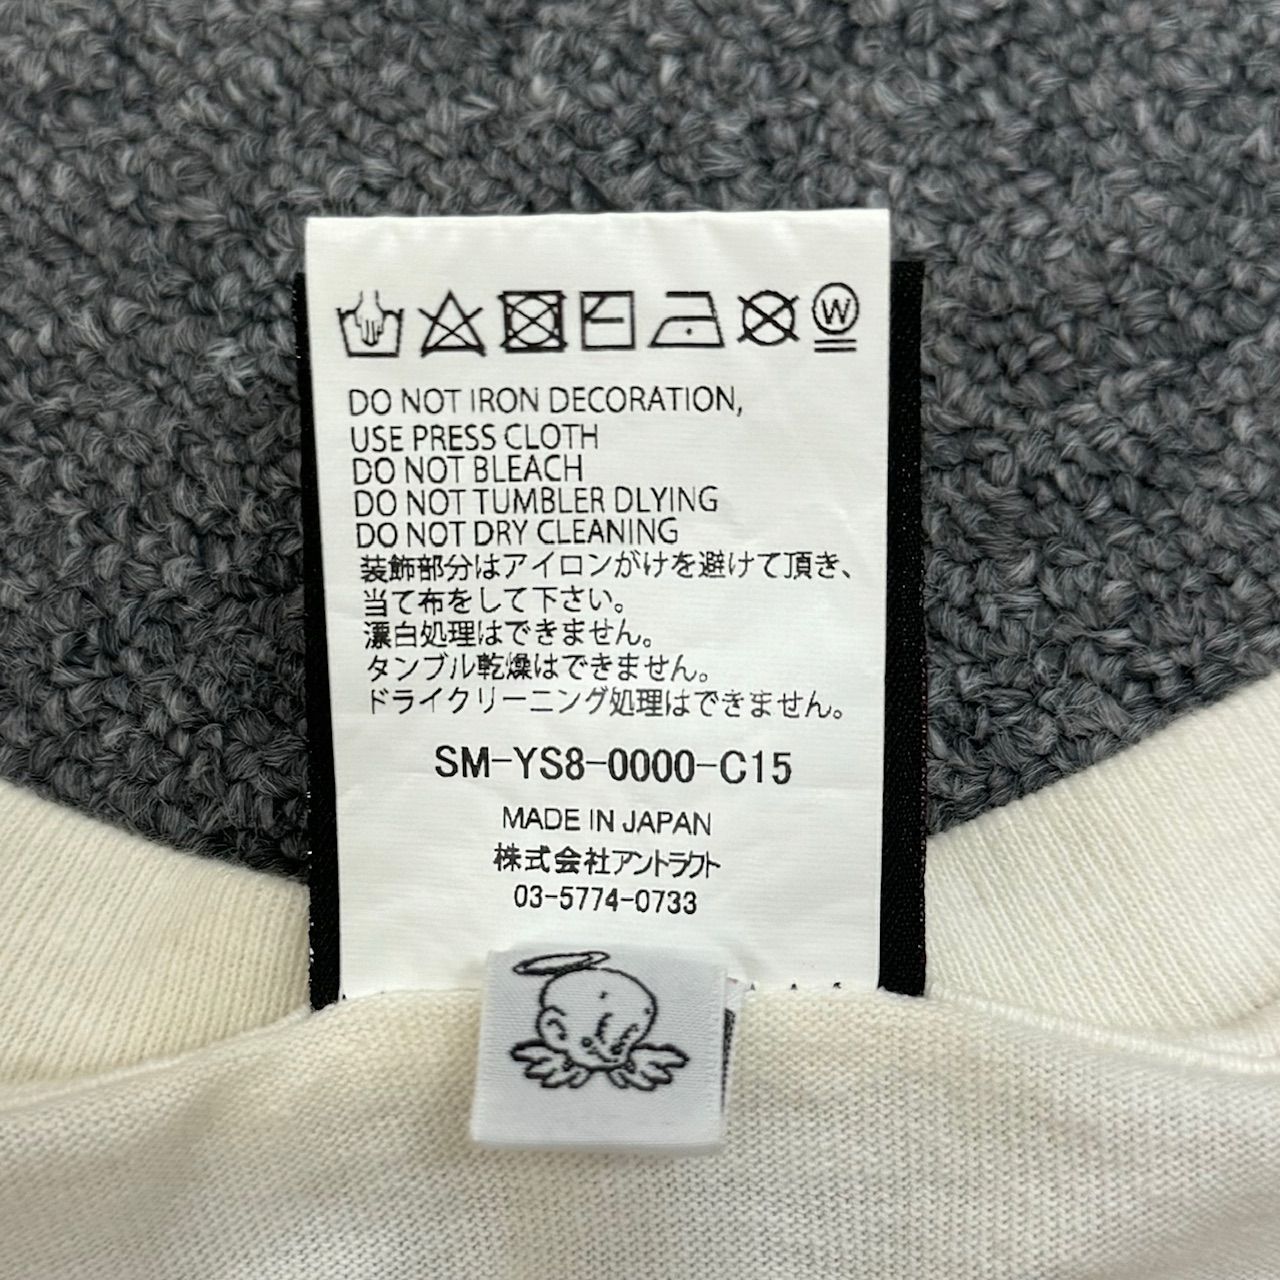 W
DO NOT IRON DECORATION,
USE PRESS CLOTH
DO NOT BLEACH
DO NOT TUMBLER DLYING
DO NOT DRY CLEANING
装飾部分はアイロンがけを避けて頂き、
当て布をして下さい。
漂白処理はできません。
タンブル乾燥はできません。
ドライクリーニング処理はできません。
SM-YS8-0000-C15
MADE IN JAPAN
株式会社アントラクト
03-5774-0733